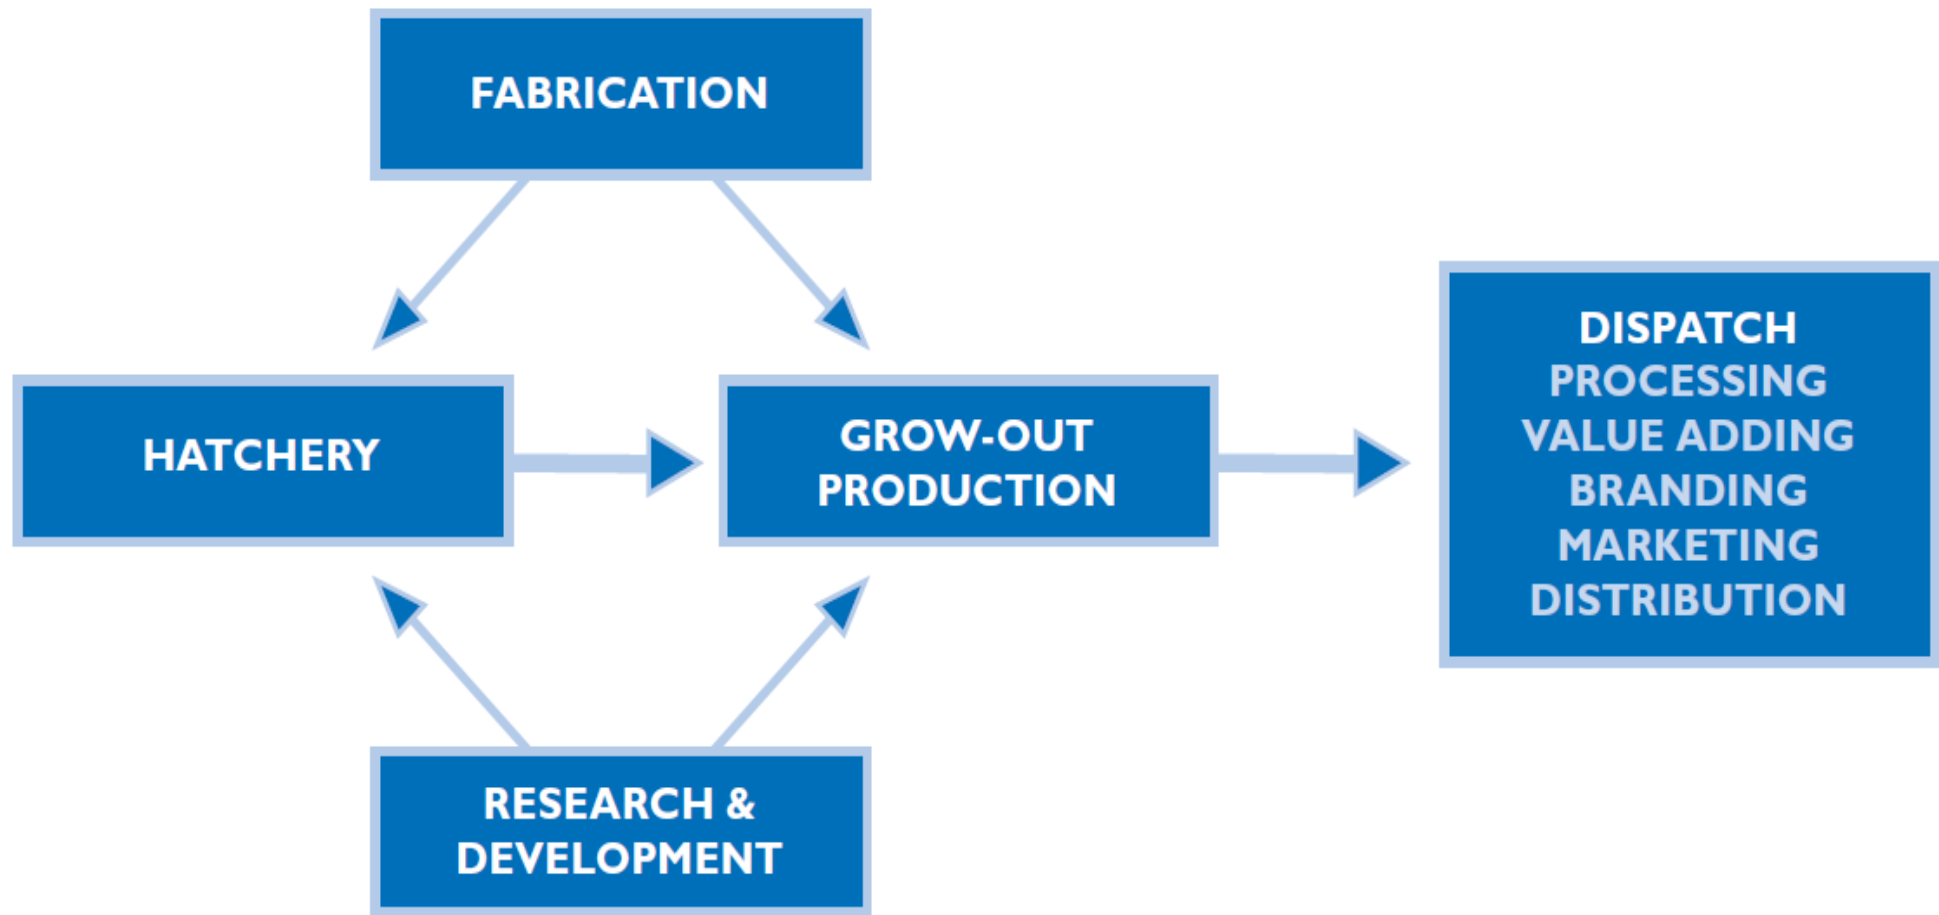 FABRICATION
HATCHERY
GROW-OUT
PRODUCTION
DISPATCH
PROCESSING
VALUE ADDING
BRANDING
MARKETING
DISTRIBUTION
RESEARCH &
DEVELOPMENT